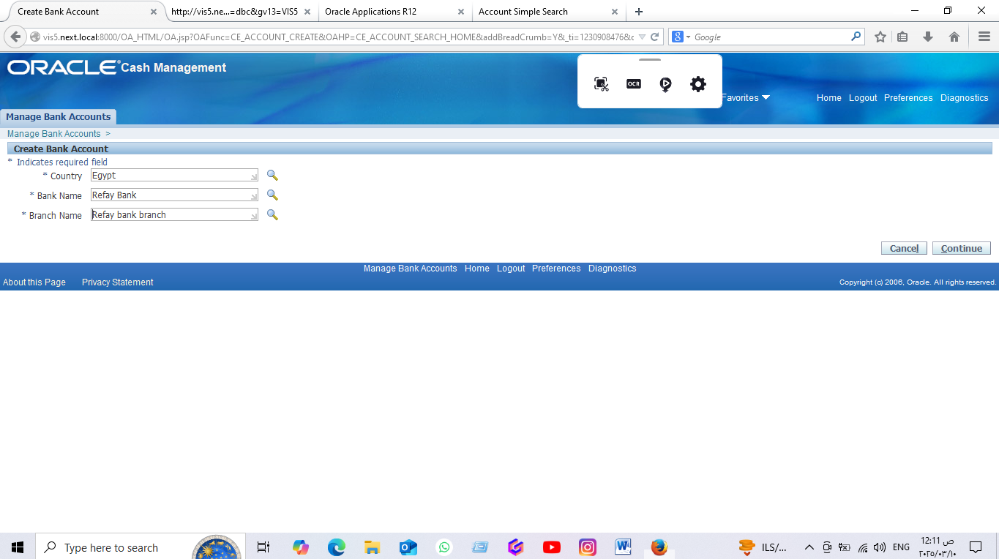 Create Bank Account
http://vis5.ne...=dbc&gv13=VIS5
Oracle Applications R12
Account Simple Search
vis5.next.local:8000/OA_HTML/OA.jsp?OAFunc=CE_ACCOUNT_CREATE&OAHP=CE_ACCOUNT_SEARCH_HOME&addBreadCrumb=Y&_ti=1230908476&c
Google
ORACLE Cash Management
OCR
Favorites
Home Logout Preferences Diagnostics
Manage Bank Accounts
Manage Bank Accounts >
Create Bank Account
* Indicates required field
* Country Egypt
* Bank Name Refay Bank
* Branch Name Refay bank branch
Cancel Continue
Manage Bank Accounts Home Logout Preferences Diagnostics
About this Page Privacy Statement
Copyright (c) 2006, Oracle. All rights reserved.
Type here to search
ILS/...
ENG
12:11 ص
٢٠٢٥/٠٣/١٠